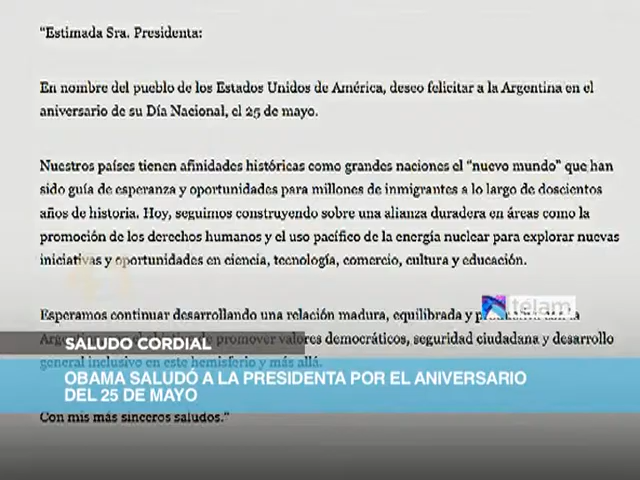 “Estimada Sra. Presidenta:
En nombre del pueblo de los Estados Unidos de América, deseo felicitar a la Argentina en el
aniversario de su Día Nacional, el 25 de mayo.
Nuestros países tienen afinidades históricas como grandes naciones el “nuevo mundo” que han
sido guía de esperanza y oportunidades para millones de inmigrantes a lo largo de doscientos
años de historia. Hoy, seguimos construyendo sobre una alianza duradera en áreas como la
promoción de los derechos humanos y el uso pacífico de la energía nuclear para explorar nuevas
iniciativas y oportunidades en ciencia, tecnología, comercio, cultura y educación.
Esperamos continuar desarrollando una relación madura, equilibrada y
télam
promover valores democráticos, seguridad ciudadana y desarrollo
general inclusivo en este hemisferio y más allá.
SALUDO CORDIAL
OBAMA SALUDÓ A LA PRESIDENTA POR EL ANIVERSARIO
DEL 25 DE MAYO
Con mis más sinceros saludos.”